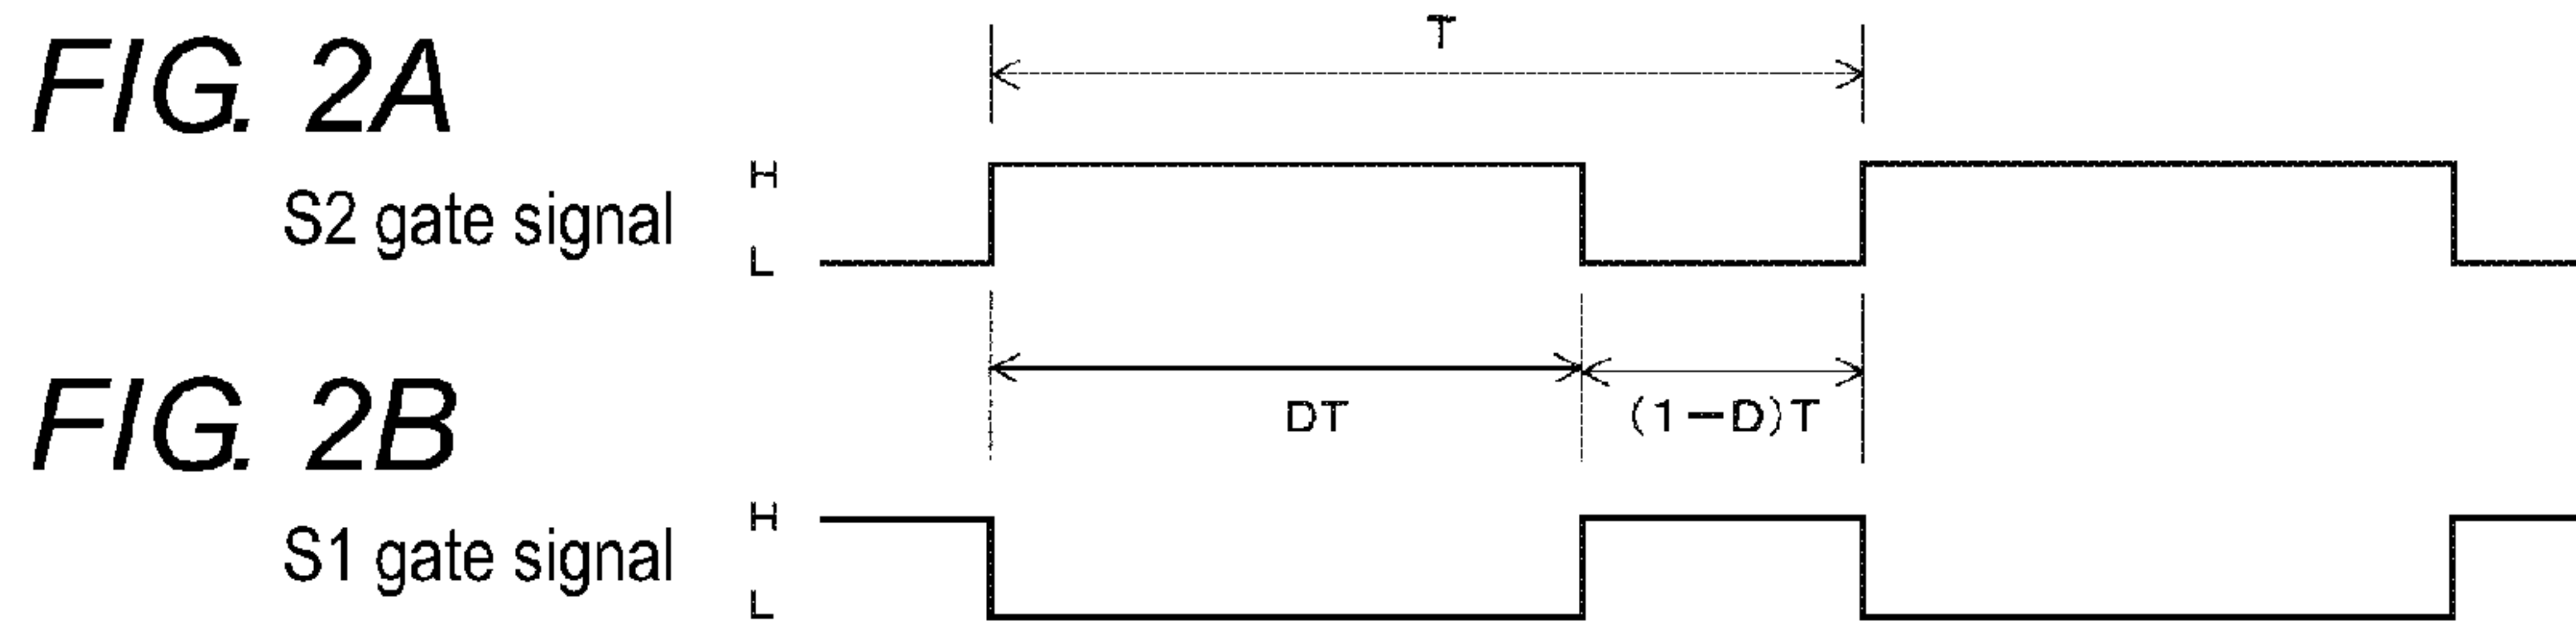 T
FIG. 2A
H
S2 gate signal
L
DT
(1-D)T
FIG. 2B
H
S1 gate signal
L